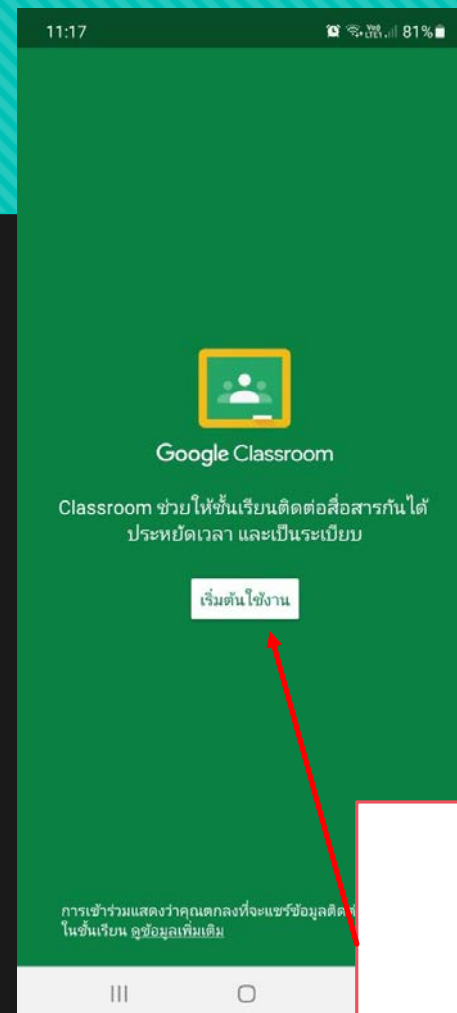 11:17
81%
Google Classroom
Classroom ช่วยให้ชั้นเรียนติดต่อสื่อสารกันได้
ประหยัดเวลา และเป็นระเบียบ
เริ่มต้นใช้งาน
การเข้าร่วมแสดงว่าคุณตกลงที่จะแชร์ข้อมูลติด
ในชั้นเรียน ดูข้อมูลเพิ่มเติม